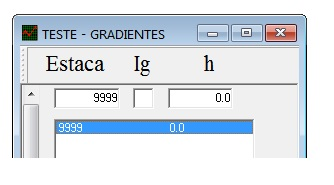 TESTE - GRADIENTES
Estaca Ig h
9999 0.0
9999 0.0